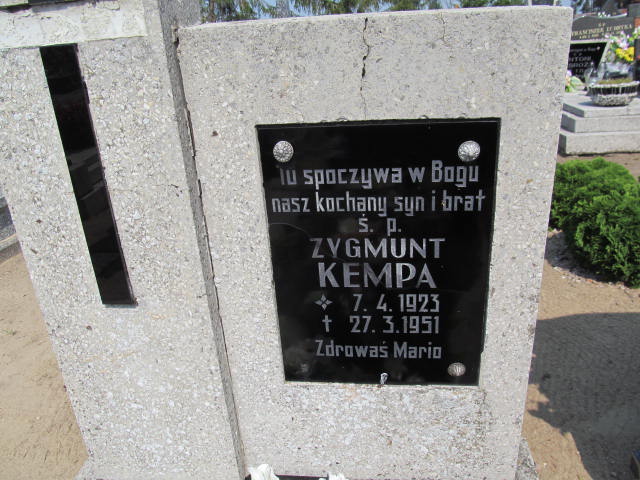 Tu spoczywa w Bogu
nasz kochany syn i brat
ś. p.
ZYGMUNT
KEMPA
7. 4. 1923
† 27. 3. 1951
Zdrowaś Mario